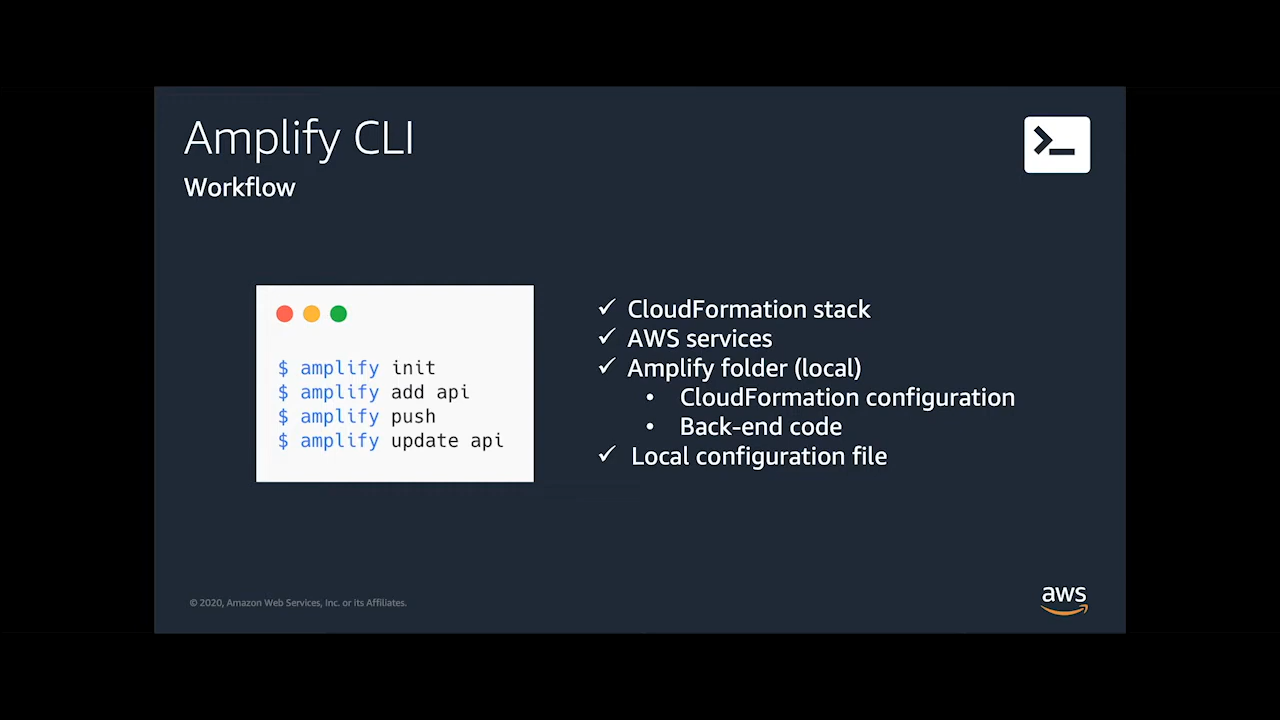 Amplify CLI
Workflow
$ amplify init
$ amplify add api
$ amplify push
$ amplify update api
✓ CloudFormation stack
✓ AWS services
✓ Amplify folder (local)
• CloudFormation configuration
• Back-end code
✓ Local configuration file
© 2020, Amazon Web Services, Inc. or its Affiliates.
aws